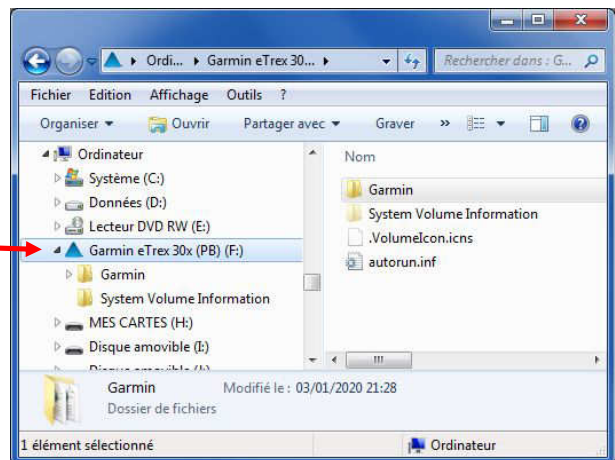 Ordi... Garmin eTrex 30...
Rechercher dans : G...
Fichier Edition Affichage Outils ?
Organiser Ouvrir Partager avec Graver »
Ordinateur
Système (C:)
Données (D:)
Lecteur DVD RW (E:)
Garmin eTrex 30x (PB) (F:)
Garmin
System Volume Information
MES CARTES (H:)
Disque amovible (I:)
Nom
Garmin
System Volume Information
.VolumeIcon.icns
autorun.inf
Garmin Modifié le : 03/01/2020 21:28
Dossier de fichiers
1 élément sélectionné Ordinateur